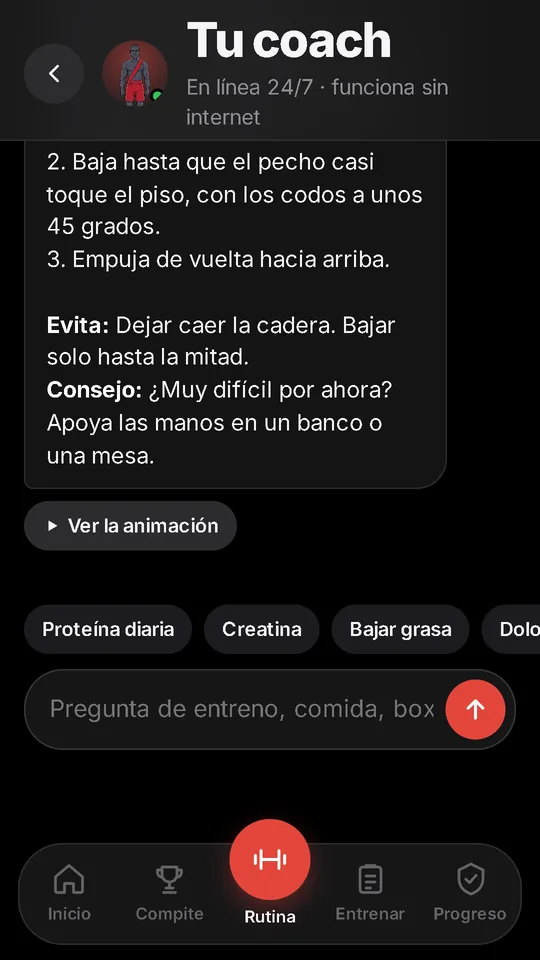 Tu coach
En línea 24/7 · funciona sin
internet
2. Baja hasta que el pecho casi
toque el piso, con los codos a unos
45 grados.
3. Empuja de vuelta hacia arriba.
Evita: Dejar caer la cadera. Bajar
solo hasta la mitad.
Consejo: ¿Muy difícil por ahora?
Apoya las manos en un banco o
una mesa.
Ver la animación
Proteína diaria
Creatina
Bajar grasa
Dolo
Pregunta de entreno, comida, box
Inicio
Compite
Rutina
Entrenar
Progreso